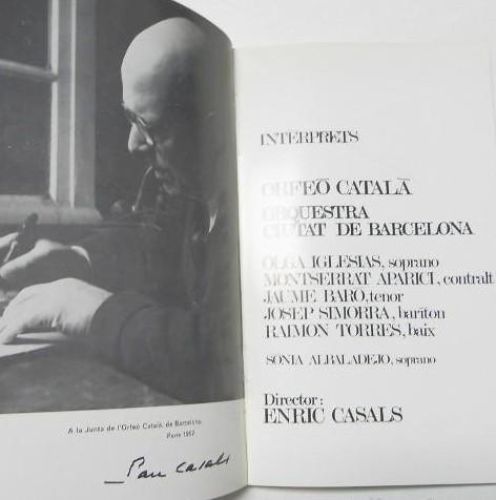 A la Junta de l'Orfeó Català de Barcelona
Paris 1957
Pau Casals
INTERPRETS
ORFEÓ CATALÀ
ORQUESTRA
CIUTAT DE BARCELONA
OLGA IGLESIAS, soprano
MONTSERRAT APARICI, contralt
JAUME BARÓ, tenor
JOSEP SIMORRA, baríton
RAIMON TORRES, baix
SONIA ALBALADEJO, soprano
Director:
ENRIC CASALS